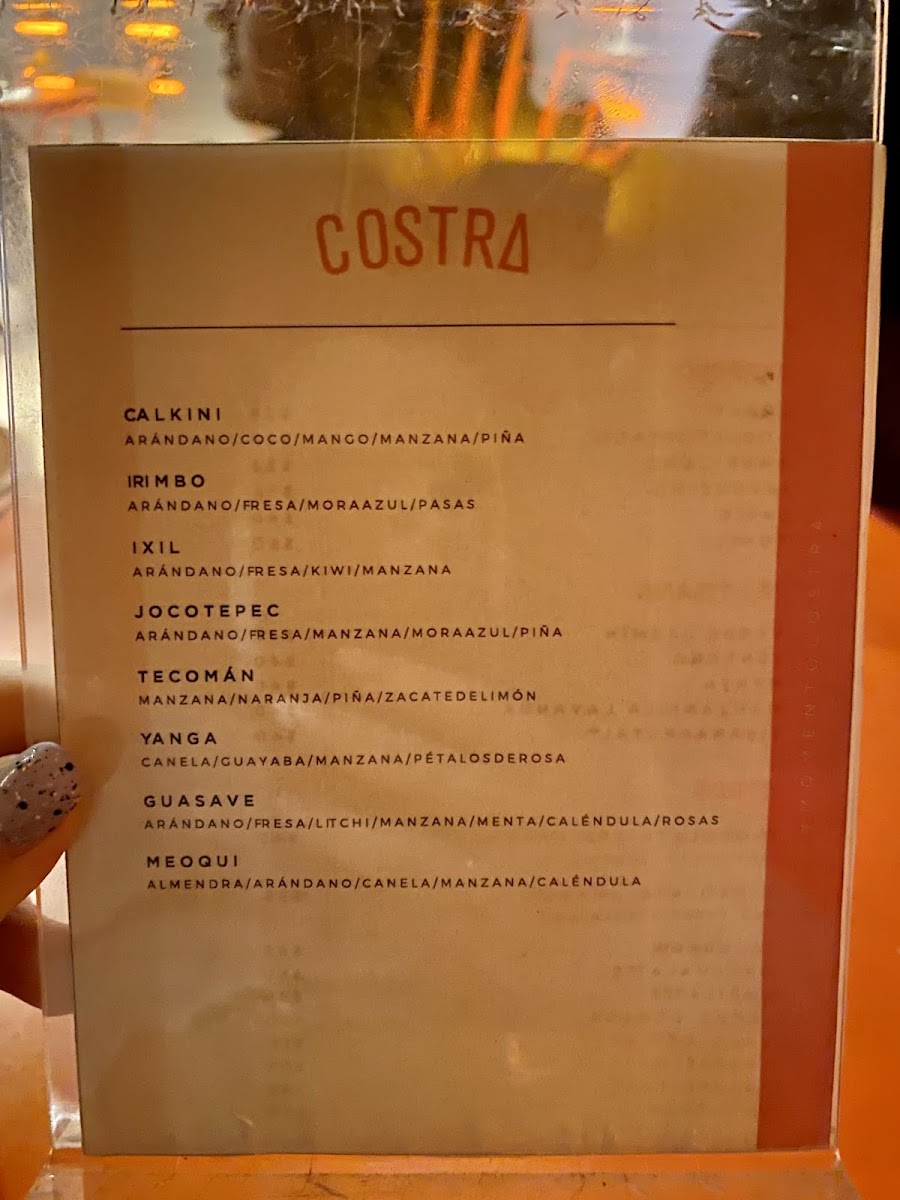 COSTRA
CALKINI
ARÁNDANO/COCO/MANGO/MANZANA/PIÑA
IRIMBO
ARÁNDANO/FRESA/MORAAZUL/PASAS
IXIL
ARÁNDANO/FRESA/KIWI/MANZANA
JOCOTEPEC
ARÁNDANO/FRESA/MANZANA/MORAAZUL/PIÑA
TECOMÁN
MANZANA/NARANJA/PIÑA/ZACATEDELIMÓN
YANGA
CANELA/GUAYABA/MANZANA/PÉTALOSDEROSA
GUASAVE
ARÁNDANO/FRESA/LITCHI/MANZANA/MENTA/CALÉNDULA/ROSAS
MEOQUI
ALMENDRA/ARÁNDANO/CANELA/MANZANA/CALÉNDULA
#MOMENTOCOSTRA